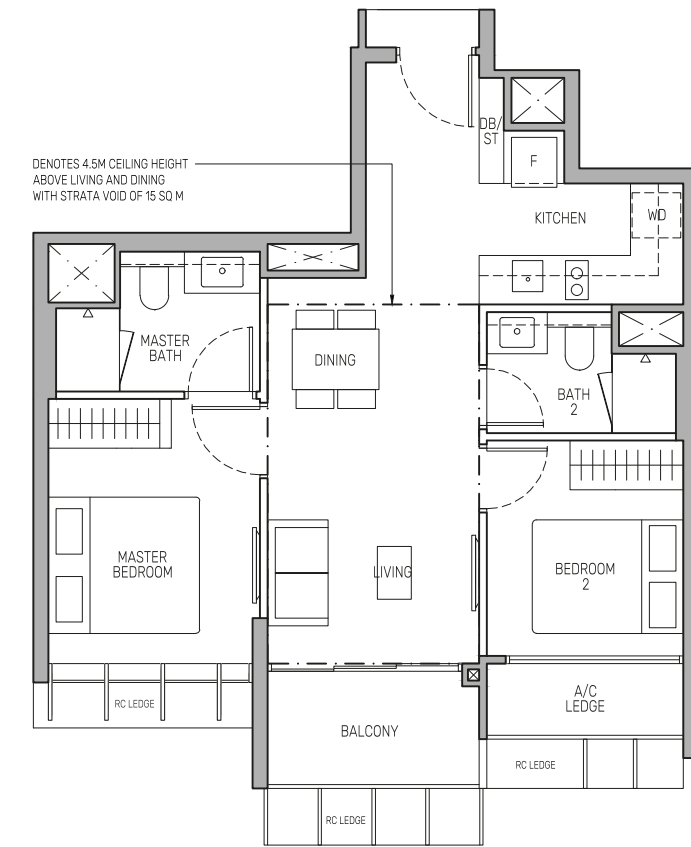 DB/
ST
F
DENOTES 4.5M CEILING HEIGHT
ABOVE LIVING AND DINING
WITH STRATA VOID OF 15 SQ M
KITCHEN
WD
MASTER
BATH
DINING
BATH
2
MASTER
BEDROOM
LIVING
BEDROOM
2
RC LEDGE
A/C
LEDGE
BALCONY
RC LEDGE
RC LEDGE